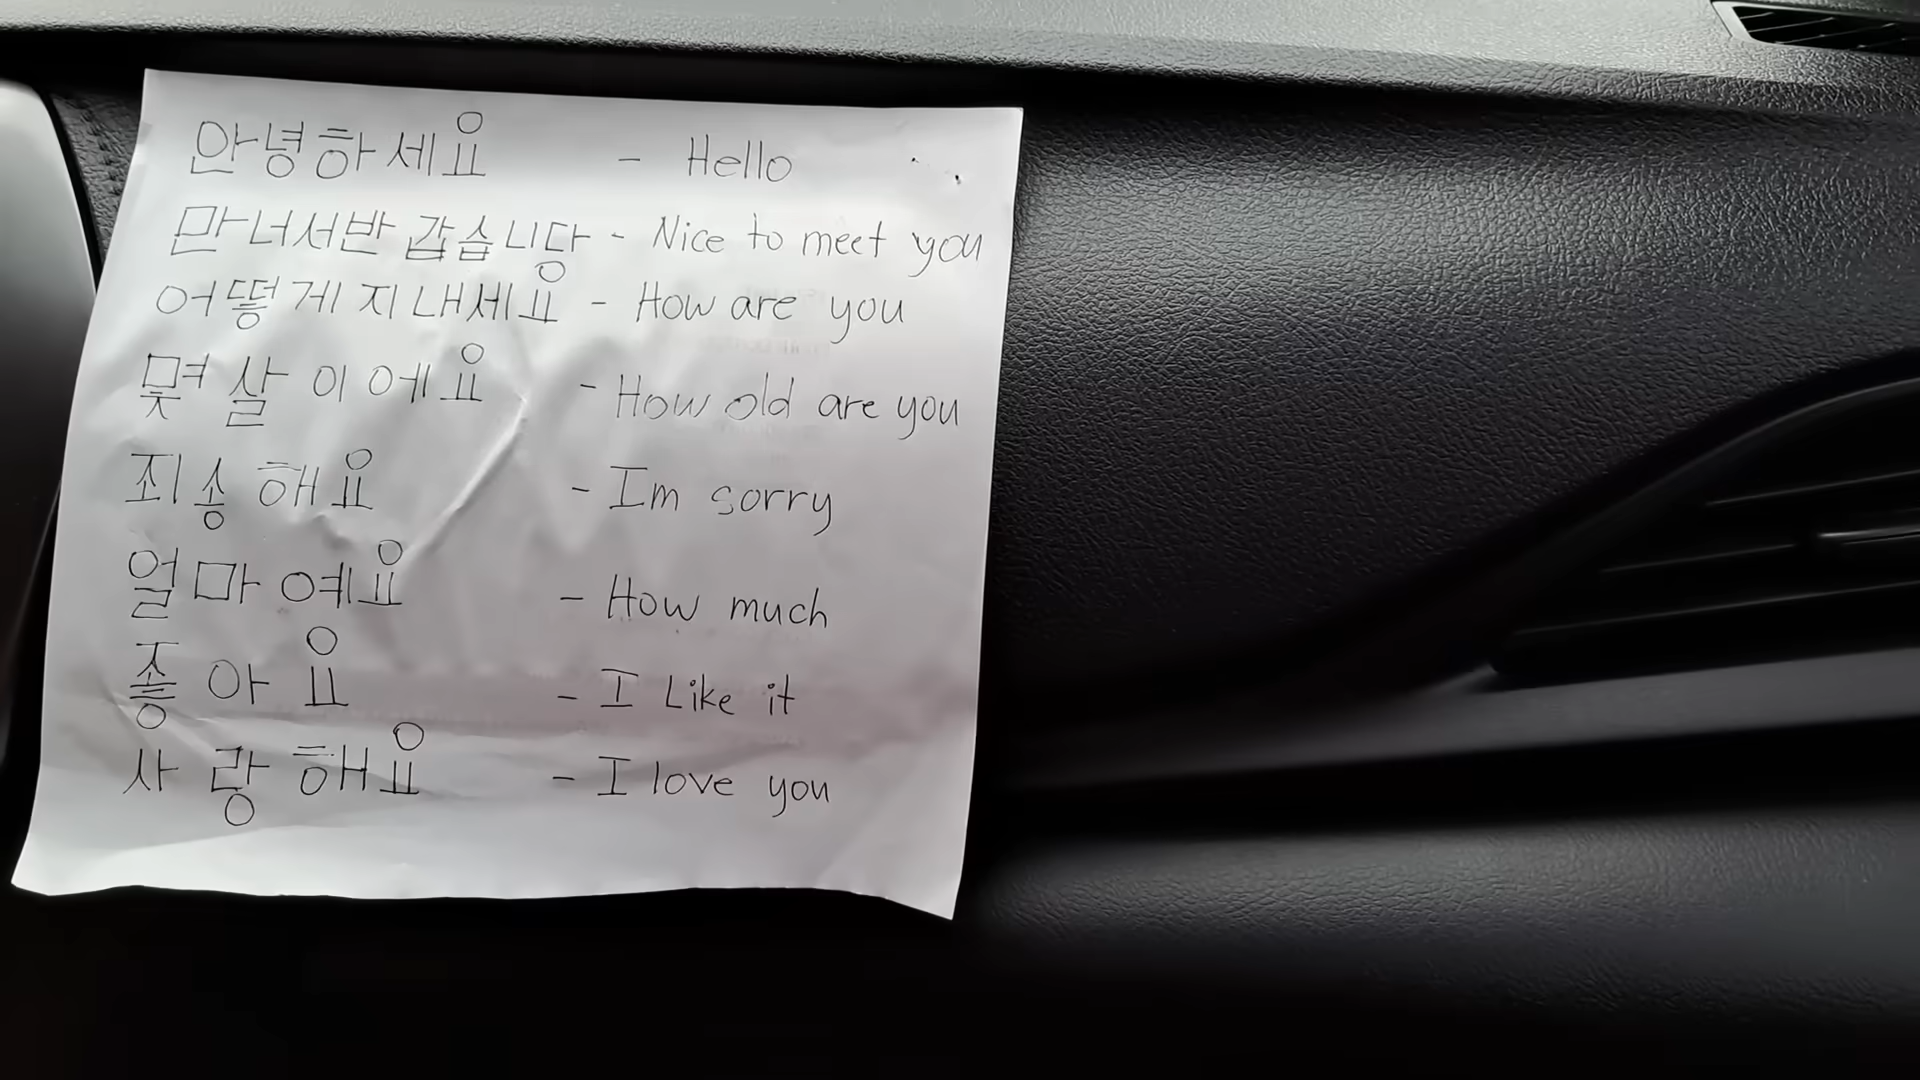 안녕하세요 - Hello
만너서반 갑습니당 - Nice to meet you
어떻게 지내세요 - How are you
몇 살 이에요 - How old are you
죄송해요 - Im sorry
얼마예요 - How much
좋아요 - I Like it
사랑해요 - I love you